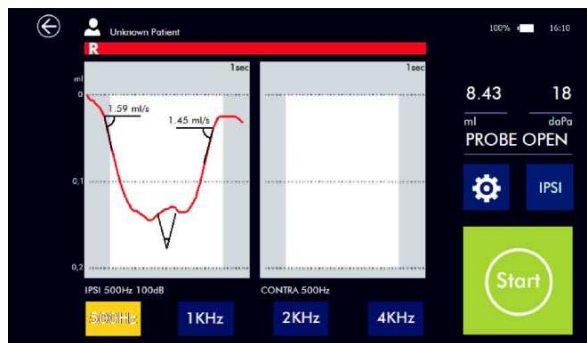 Unknown Patient
100%
16:10
R
1sec
1sec
ml
0
1.59 ml/s
1.45 ml/s
0,1
0,2
8.43
18
ml
daPa
PROBE OPEN
IPSI
Start
IPSI 500Hz 100dB
CONTRA 500Hz
500Hz
1KHz
2KHz
4KHz